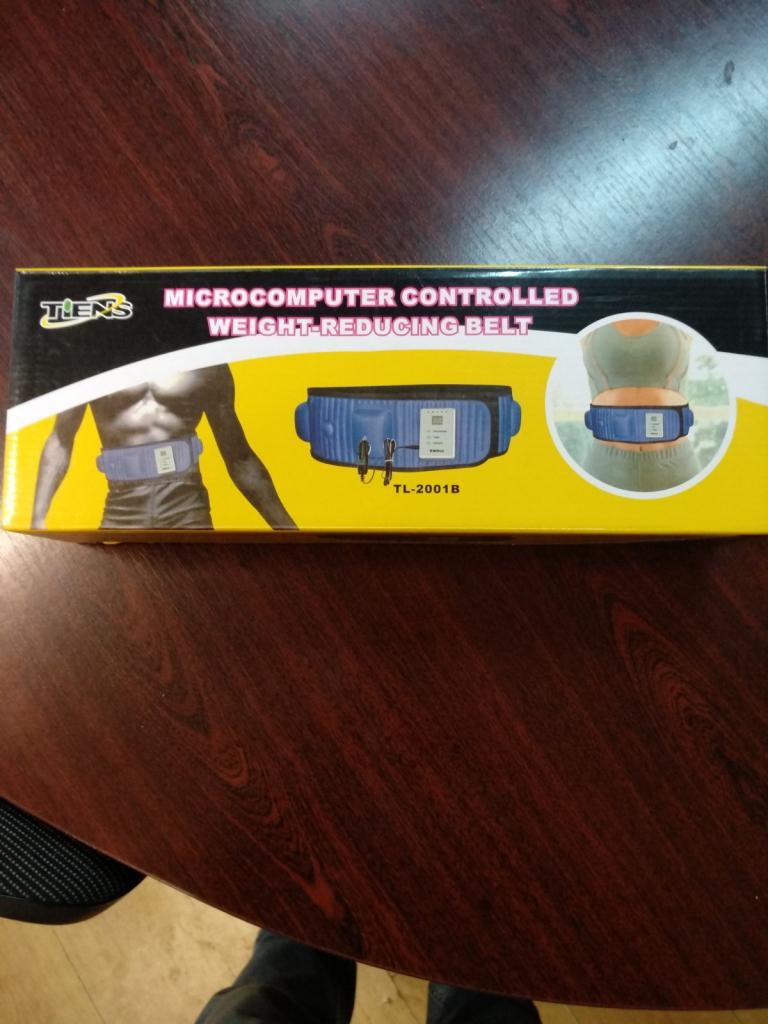 TIENS
MICROCOMPUTER CONTROLLED
WEIGHT-REDUCING BELT
TL-2001B